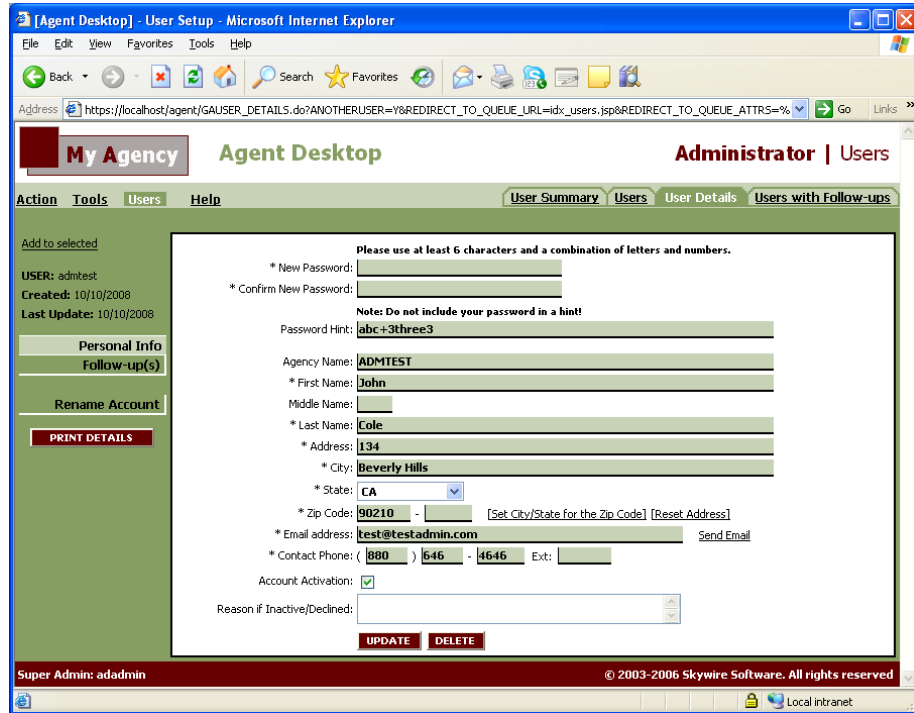 [Agent Desktop] - User Setup - Microsoft Internet Explorer
File Edit View Favorites Tools Help
Back Search Favorites
Address https://localhost/agent/GAUSER_DETAILS.do?ANOTHERUSER=Y&REDIRECT_TO_QUEUE_URL=idx_users.jsp&REDIRECT_TO_QUEUE_ATTRS=% Go Links »
My Agency Agent Desktop Administrator | Users
Action Tools Users Help User Summary Users User Details Users with Follow-ups
Add to selected
USER: admtest
Created: 10/10/2008
Last Update: 10/10/2008
Personal Info
Follow-up(s)
Rename Account
PRINT DETAILS
Please use at least 6 characters and a combination of letters and numbers.
* New Password:
* Confirm New Password:
Note: Do not include your password in a hint!
Password Hint: abc+3three3
Agency Name: ADMTEST
* First Name: John
Middle Name:
* Last Name: Cole
* Address: 134
* City: Beverly Hills
* State: CA
* Zip Code: 90210 - [Set City/State for the Zip Code] [Reset Address]
* Email address: test@testadmin.com Send Email
* Contact Phone: ( 880 ) 646 - 4646 Ext:
Account Activation:
Reason if Inactive/Declined:
UPDATE DELETE
Super Admin: adadmin © 2003-2006 Skywire Software. All rights reserved
Local intranet